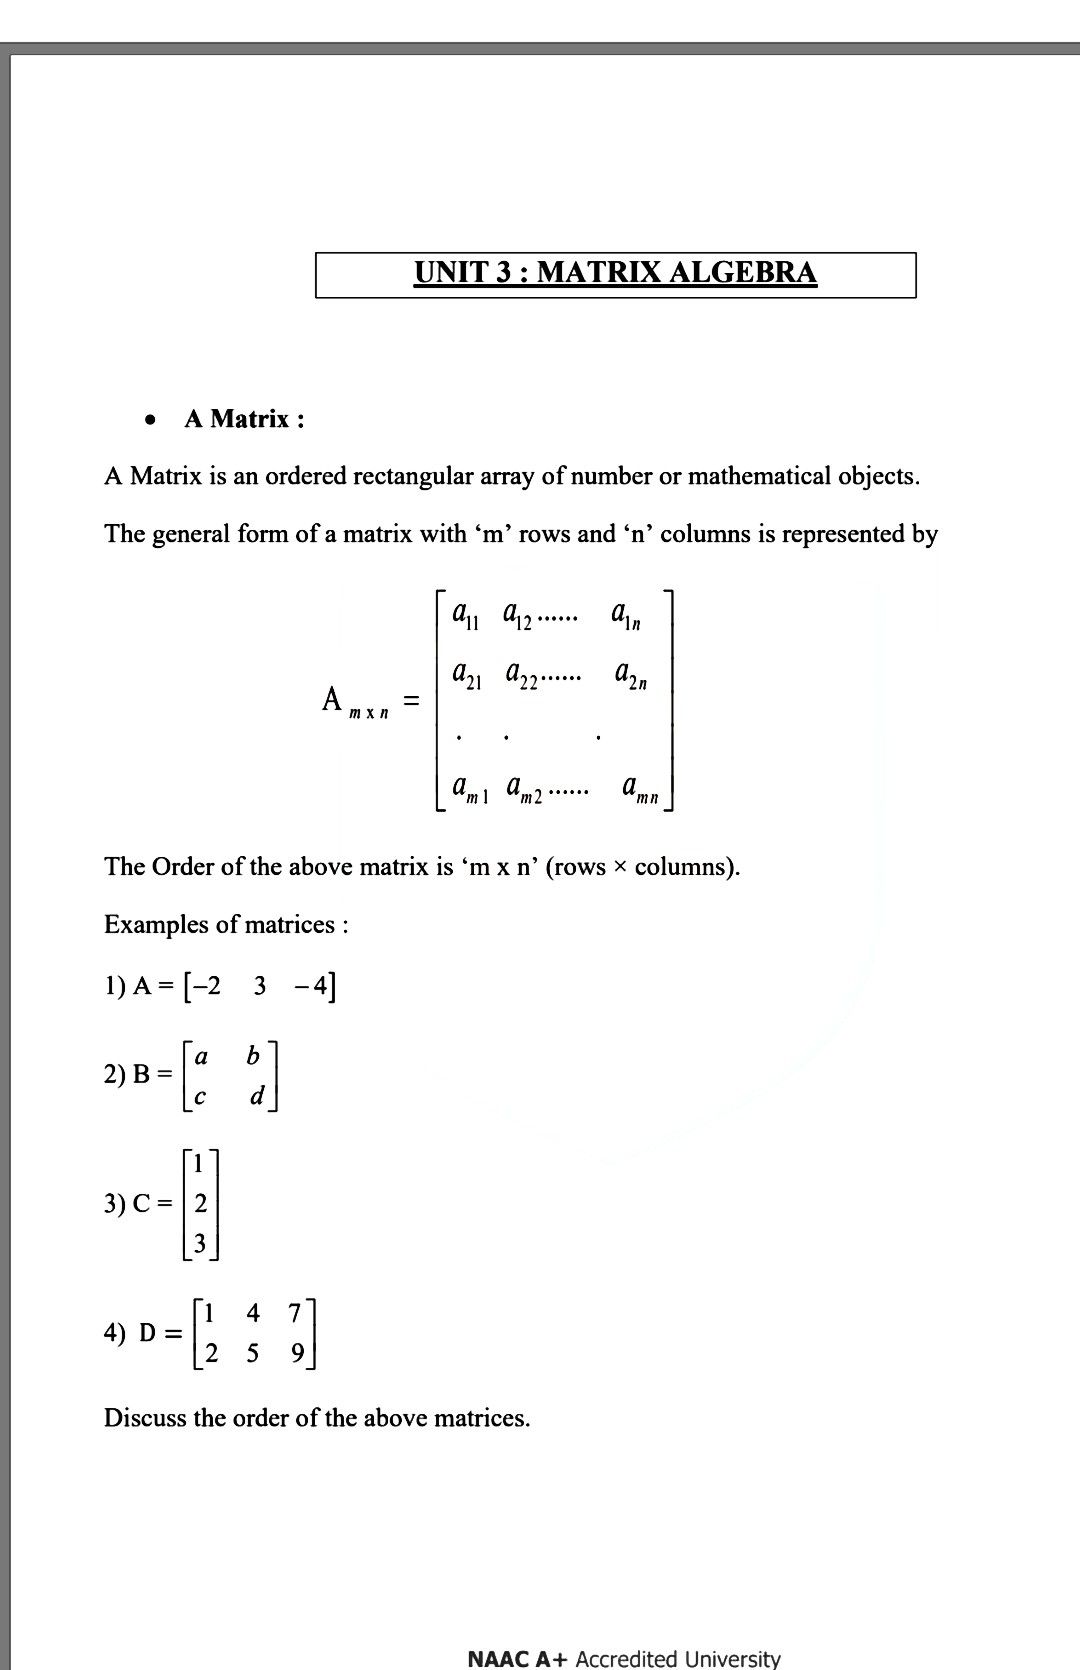 UNIT 3 : MATRIX ALGEBRA
• A Matrix :
A Matrix is an ordered rectangular array of number or mathematical objects.
The general form of a matrix with ‘m’ rows and ‘n’ columns is represented by
a11 a12 ...... a1n
a21 a22 ...... a2n
A m x n =
. . .
am1 am2 ...... amn
The Order of the above matrix is ‘m x n’ (rows × columns).
Examples of matrices :
1) A = [−2 3 −4]
2) B = [a b
c d]
3) C = [1
2
3]
4) D = [1 4 7
2 5 9]
Discuss the order of the above matrices.
NAAC A+ Accredited University